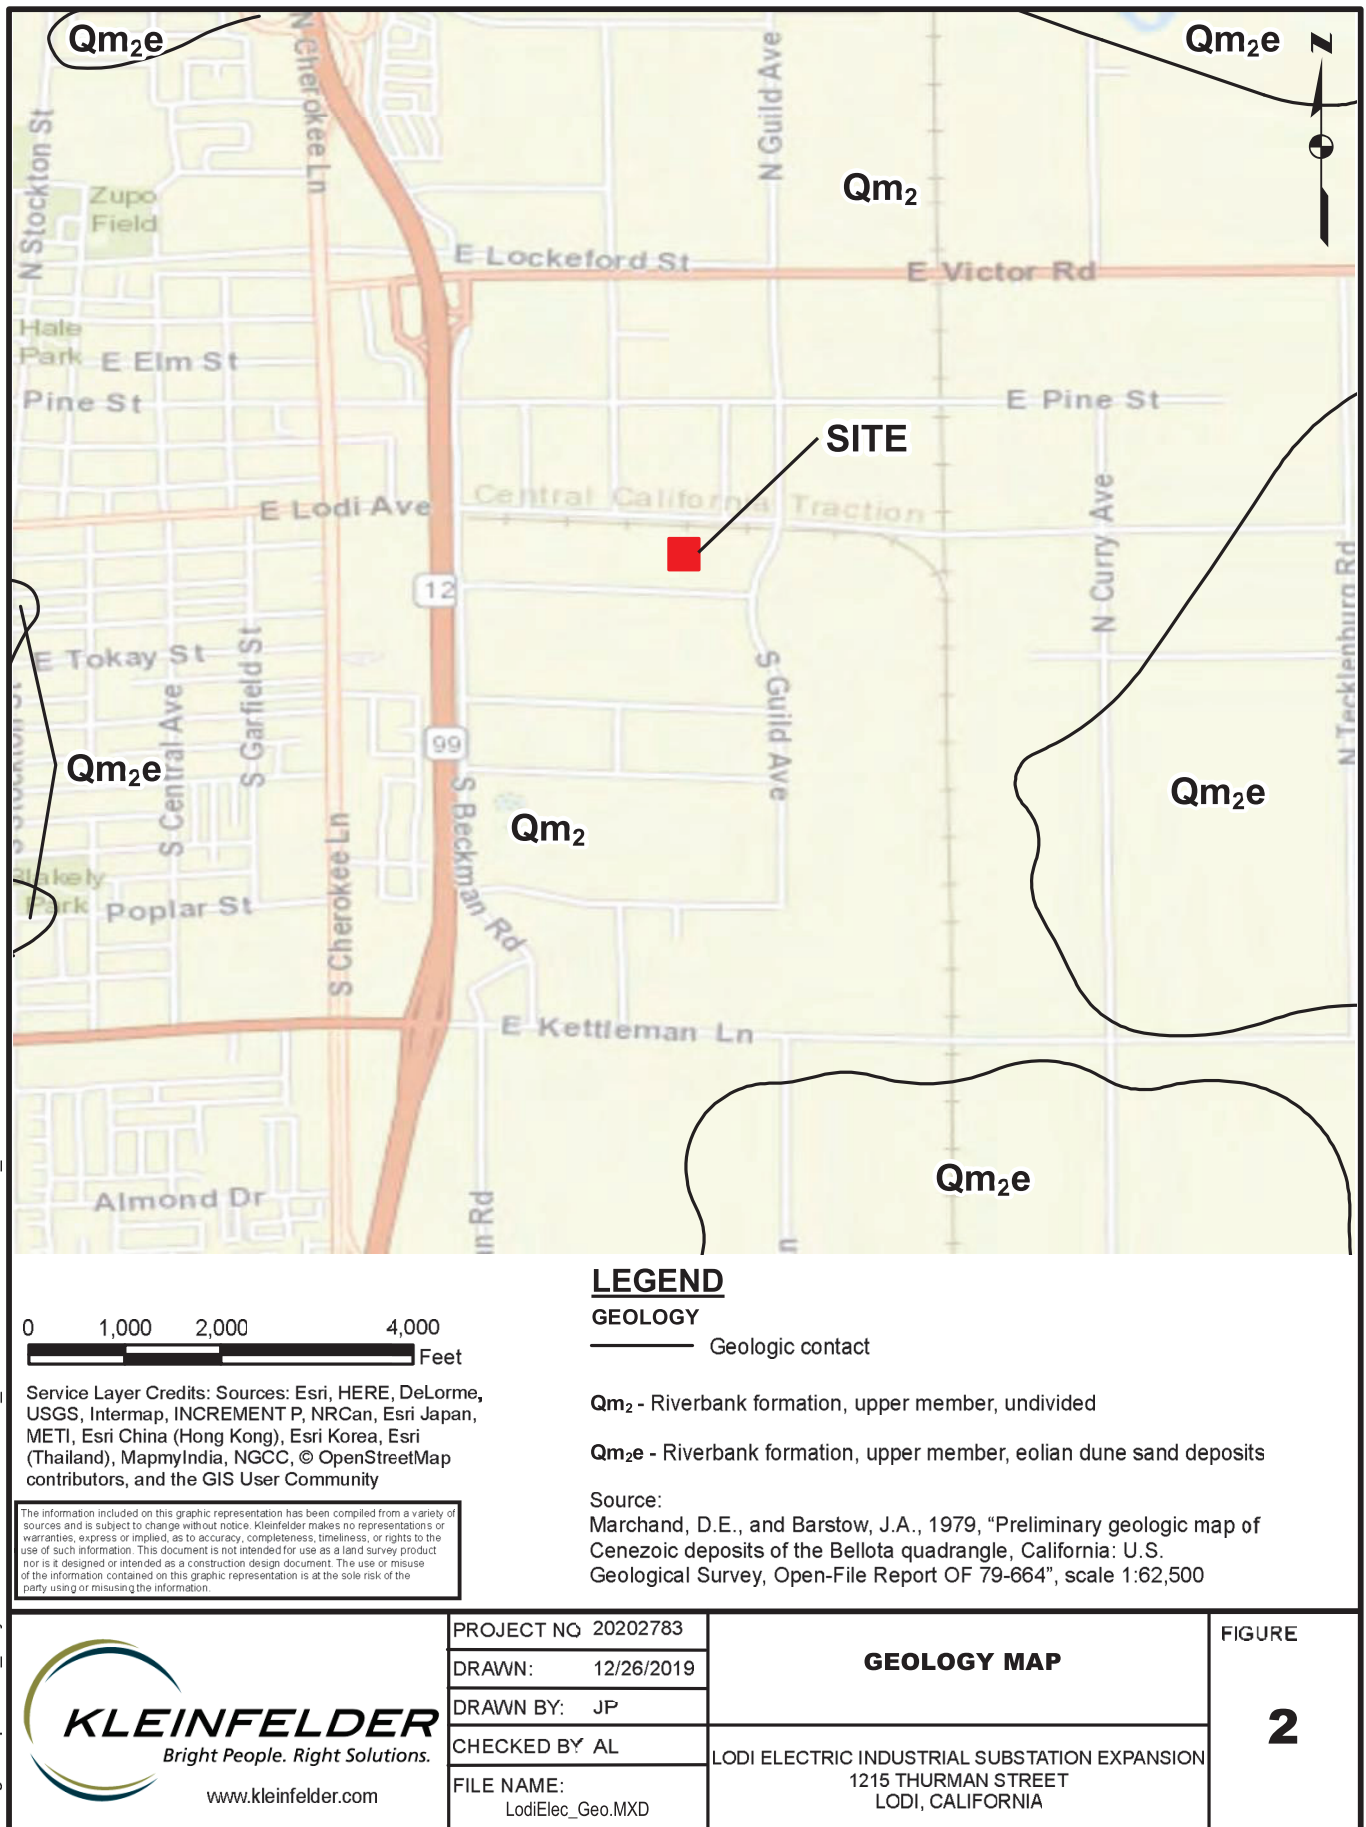 Qm₂e
Qm₂e
N
N Cherokee Ln
N Guild Ave
N Stockton St
Zupo
Field
Qm₂
E Lockeford St
E Victor Rd
Hale
Park
E Elm St
Pine St
E Pine St
SITE
Central California Traction
E Lodi Ave
N Curry Ave
12
N Tecklenburg Rd
E Tokay St
S Garfield St
S Central Ave
S Guild Ave
99
Qm₂e
Qm₂e
S Stockton St
S Beckman Rd
Qm₂
S Cherokee Ln
Blakely
Park
Poplar St
E Kettleman Ln
Qm₂e
Almond Dr
n Rd
n
LEGEND
GEOLOGY
Geologic contact
0 1,000 2,000 4,000
Feet
Service Layer Credits: Sources: Esri, HERE, DeLorme,
USGS, Intermap, INCREMENT P, NRCan, Esri Japan,
METI, Esri China (Hong Kong), Esri Korea, Esri
(Thailand), MapmyIndia, NGCC, © OpenStreetMap
contributors, and the GIS User Community
Qm₂ - Riverbank formation, upper member, undivided
Qm₂e - Riverbank formation, upper member, eolian dune sand deposits
Source:
Marchand, D.E., and Barstow, J.A., 1979, “Preliminary geologic map of
Cenezoic deposits of the Bellota quadrangle, California: U.S.
Geological Survey, Open-File Report OF 79-664”, scale 1:62,500
The information included on this graphic representation has been compiled from a variety of
sources and is subject to change without notice. Kleinfelder makes no representations or
warranties, express or implied, as to accuracy, completeness, timeliness, or rights to the
use of such information. This document is not intended for use as a land survey product
nor is it designed or intended as a construction design document. The use or misuse
of the information contained on this graphic representation is at the sole risk of the
party using or misusing the information.
KLEINFELDER
Bright People. Right Solutions.
www.kleinfelder.com
PROJECT NO 20202783
DRAWN: 12/26/2019
DRAWN BY: JP
CHECKED BY AL
FILE NAME:
LodiElec_Geo.MXD
GEOLOGY MAP
LODI ELECTRIC INDUSTRIAL SUBSTATION EXPANSION
1215 THURMAN STREET
LODI, CALIFORNIA
FIGURE
2